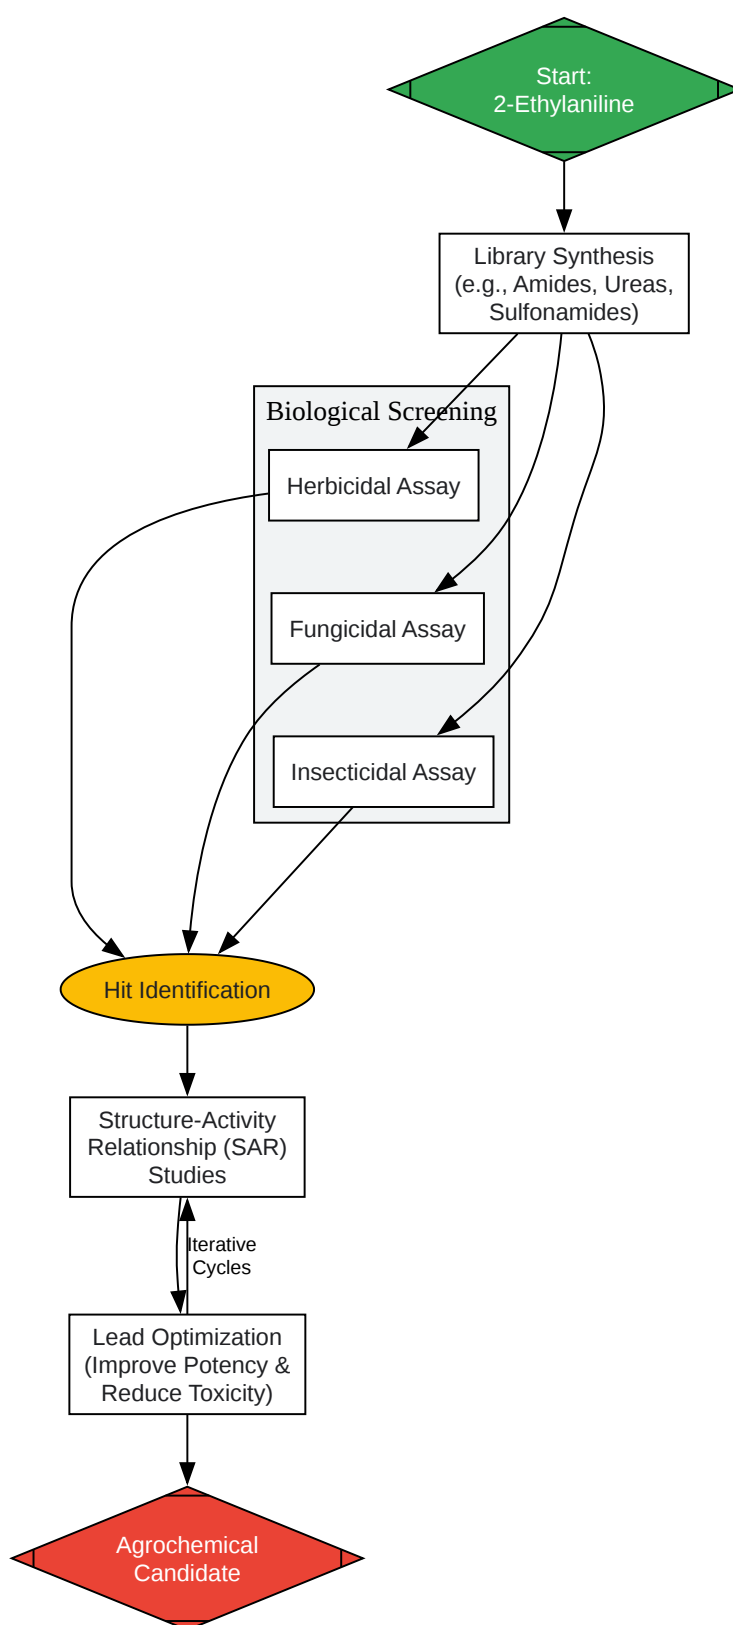 Start:
2-Ethylaniline
Library Synthesis
(e.g., Amides, Ureas,
Sulfonamides)
Biological Screening
Herbicidal Assay
Fungicidal Assay
Insecticidal Assay
Hit Identification
Structure-Activity
Relationship (SAR)
Studies
Iterative
Cycles
Lead Optimization
(Improve Potency &
Reduce Toxicity)
Agrochemical
Candidate